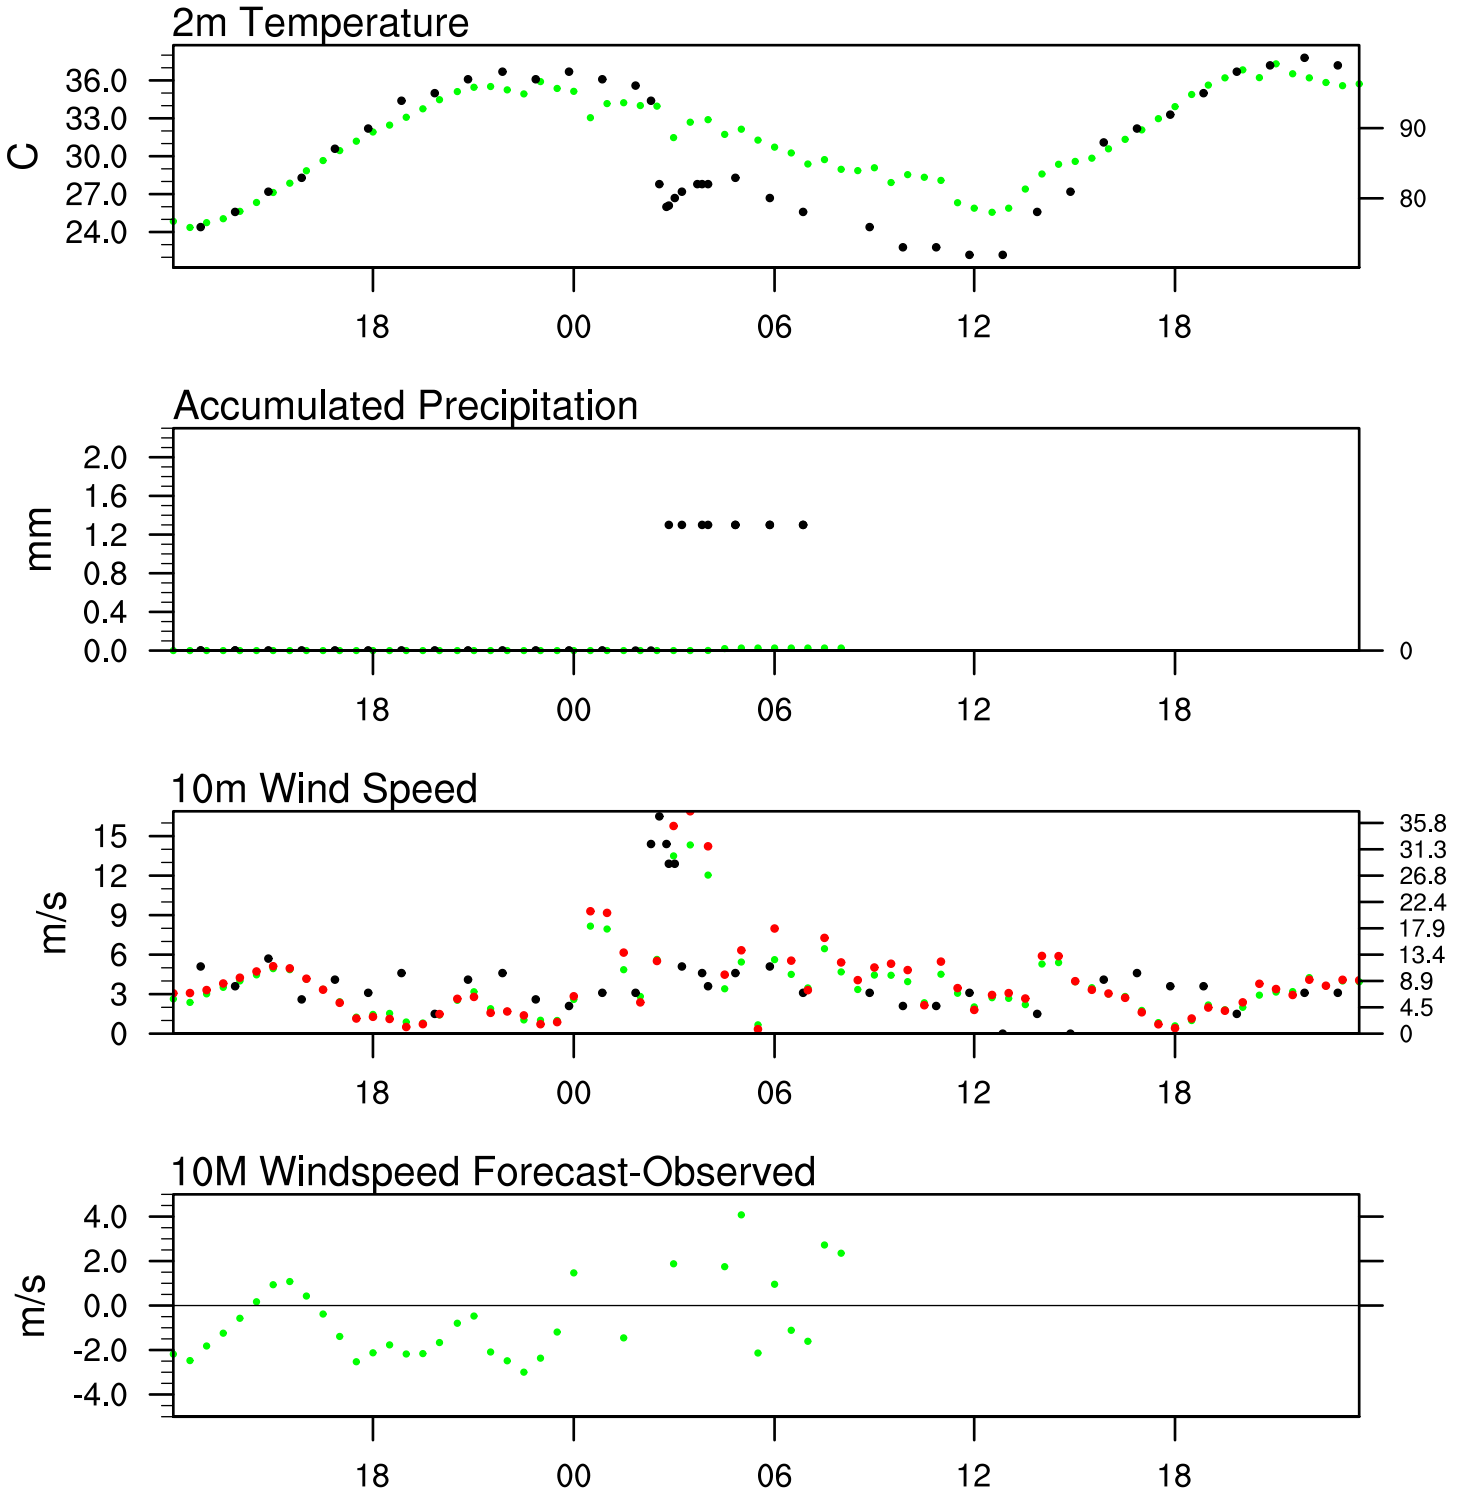 2m Temperature
36.0
33.0
30.0
27.0
24.0
C
90
80
18 00 06 12 18
Accumulated Precipitation
2.0
1.6
1.2
0.8
0.4
0.0
mm
0
18 00 06 12 18
10m Wind Speed
15
12
9
6
3
0
m/s
35.8
31.3
26.8
22.4
17.9
13.4
8.9
4.5
0
18 00 06 12 18
10M Windspeed Forecast-Observed
4.0
2.0
0.0
-2.0
-4.0
m/s
18 00 06 12 18